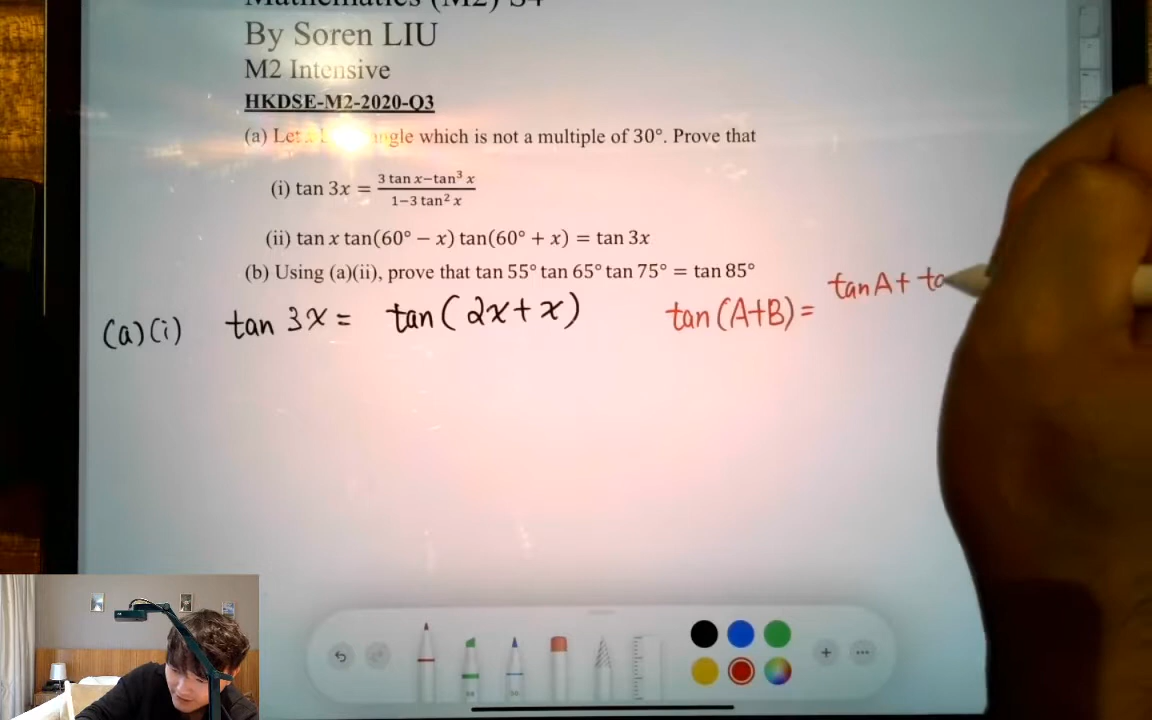 Mathematics (M2) S4
By Soren LIU
M2 Intensive
HKDSE-M2-2020-Q3
(a) Let angle which is not a multiple of 30°. Prove that
(i) tan 3x = (3 tan x−tan³ x)/(1−3 tan² x)
(ii) tan x tan(60° − x) tan(60° + x) = tan 3x
(b) Using (a)(ii), prove that tan 55° tan 65° tan 75° = tan 85°
(a)(i) tan 3x = tan(2x+x) tan(A+B) = tanA+